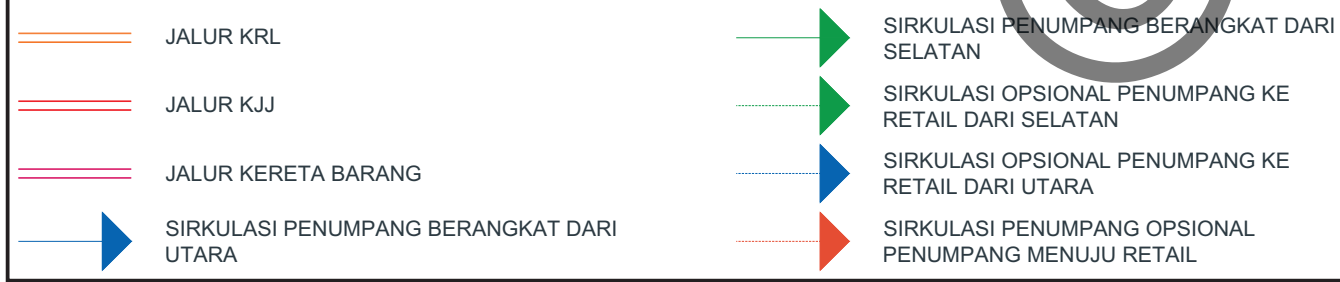 JALUR KRL
JALUR KJJ
JALUR KERETA BARANG
SIRKULASI PENUMPANG BERANGKAT DARI
UTARA
SIRKULASI PENUMPANG BERANGKAT DARI
SELATAN
SIRKULASI OPSIONAL PENUMPANG KE
RETAIL DARI SELATAN
SIRKULASI OPSIONAL PENUMPANG KE
RETAIL DARI UTARA
SIRKULASI PENUMPANG OPSIONAL
PENUMPANG MENUJU RETAIL